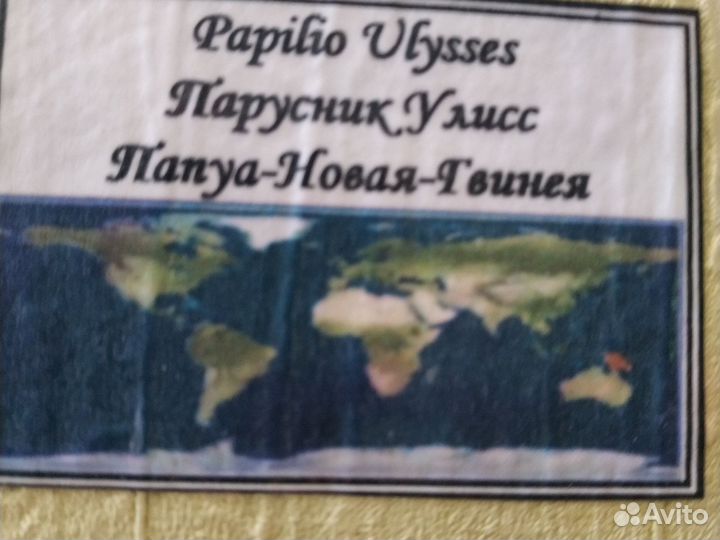 Papilio Ulysses
Парусник Улисс
Папуа-Новая-Гвинея
Avito